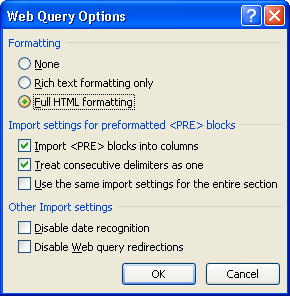 Web Query Options
Formatting
None
Rich text formatting only
Full HTML formatting
Import settings for preformatted <PRE> blocks
Import <PRE> blocks into columns
Treat consecutive delimiters as one
Use the same import settings for the entire section
Other Import settings
Disable date recognition
Disable Web query redirections
OK Cancel